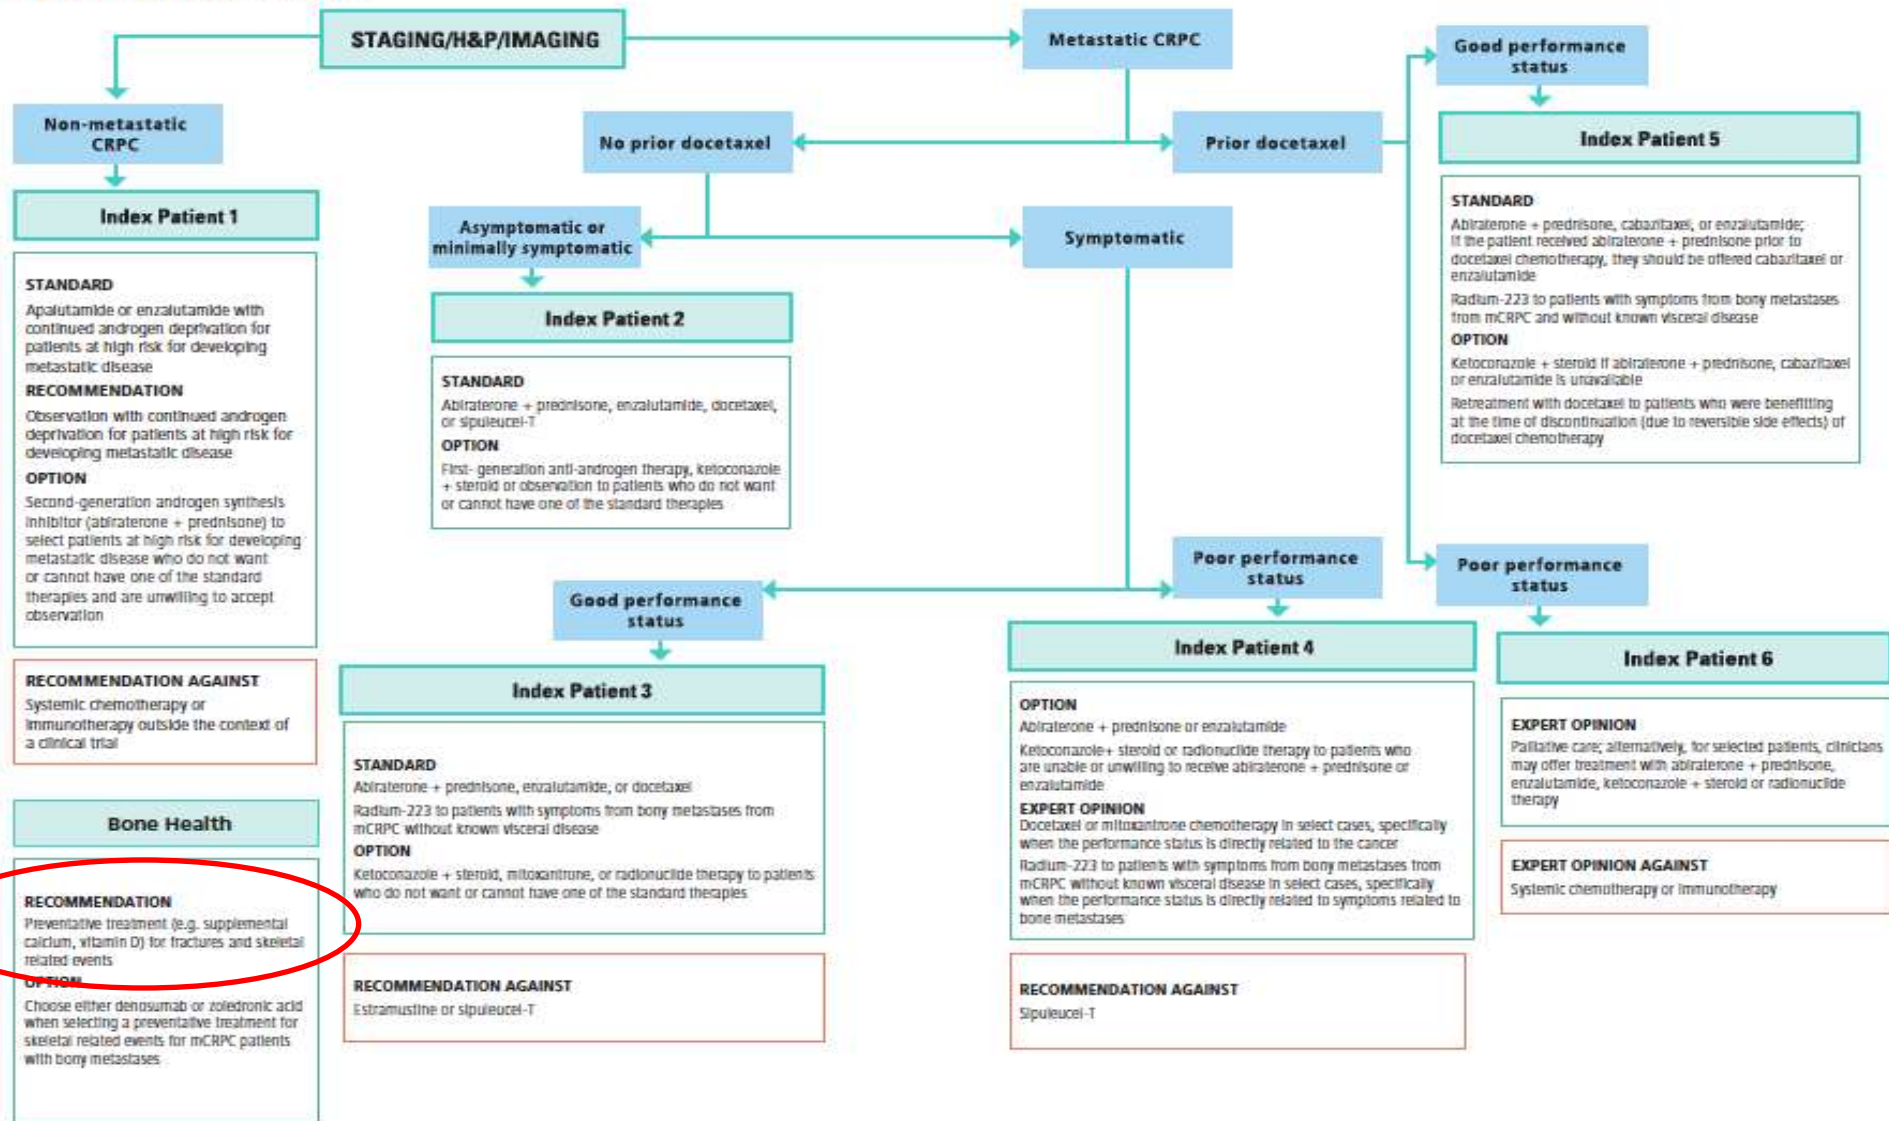 STAGING/H&P/IMAGING
Non-metastatic
CRPC
Index Patient 1
STANDARD
Apalutamide or enzalutamide with
continued androgen deprivation for
patients at high risk for developing
metastatic disease
RECOMMENDATION
Observation with continued androgen
deprivation for patients at high risk for
developing metastatic disease
OPTION
Second-generation androgen synthesis
inhibitor (abiraterone + prednisone) to
select patients at high risk for developing
metastatic disease who do not want
or cannot have one of the standard
therapies and are unwilling to accept
observation
RECOMMENDATION AGAINST
Systemic chemotherapy or
immunotherapy outside the context of
a clinical trial
Bone Health
RECOMMENDATION
Preventative treatment (e.g. supplemental
calcium, vitamin D) for fractures and skeletal
related events
OPTION
Choose either denosumab or zoledronic acid
when selecting a preventative treatment for
skeletal related events for mCRPC patients
with bony metastases
Metastatic CRPC
No prior docetaxel
Asymptomatic or
minimally symptomatic
Index Patient 2
STANDARD
Abiraterone + prednisone, enzalutamide, docetaxel,
or sipuleucel-T
OPTION
First- generation anti-androgen therapy, ketoconazole
+ steroid or observation to patients who do not want
or cannot have one of the standard therapies
Symptomatic
Good performance
status
Index Patient 3
STANDARD
Abiraterone + prednisone, enzalutamide, or docetaxel
Radium-223 to patients with symptoms from bony metastases from
mCRPC without known visceral disease
OPTION
Ketoconazole + steroid, mitoxantrone, or radionuclide therapy to patients
who do not want or cannot have one of the standard therapies
RECOMMENDATION AGAINST
Estramustine or sipuleucel-T
Poor performance
status
Index Patient 4
OPTION
Abiraterone + prednisone or enzalutamide
Ketoconazole+ steroid or radionuclide therapy to patients who
are unable or unwilling to receive abiraterone + prednisone or
enzalutamide
EXPERT OPINION
Docetaxel or mitoxantrone chemotherapy in select cases, specifically
when the performance status is directly related to the cancer
Radium-223 to patients with symptoms from bony metastases from
mCRPC without known visceral disease in select cases, specifically
when the performance status is directly related to symptoms related to
bone metastases
RECOMMENDATION AGAINST
Sipuleucel-T
Prior docetaxel
Good performance
status
Index Patient 5
STANDARD
Abiraterone + prednisone, cabazitaxel, or enzalutamide;
If the patient received abiraterone + prednisone prior to
docetaxel chemotherapy, they should be offered cabazitaxel or
enzalutamide
Radium-223 to patients with symptoms from bony metastases
from mCRPC and without known visceral disease
OPTION
Ketoconazole + steroid if abiraterone + prednisone, cabazitaxel
or enzalutamide is unavailable
Retreatment with docetaxel to patients who were benefitting
at the time of discontinuation (due to reversible side effects) of
docetaxel chemotherapy
Poor performance
status
Index Patient 6
EXPERT OPINION
Palliative care; alternatively, for selected patients, clinicians
may offer treatment with abiraterone + prednisone,
enzalutamide, ketoconazole + steroid or radionuclide
therapy
EXPERT OPINION AGAINST
Systemic chemotherapy or immunotherapy